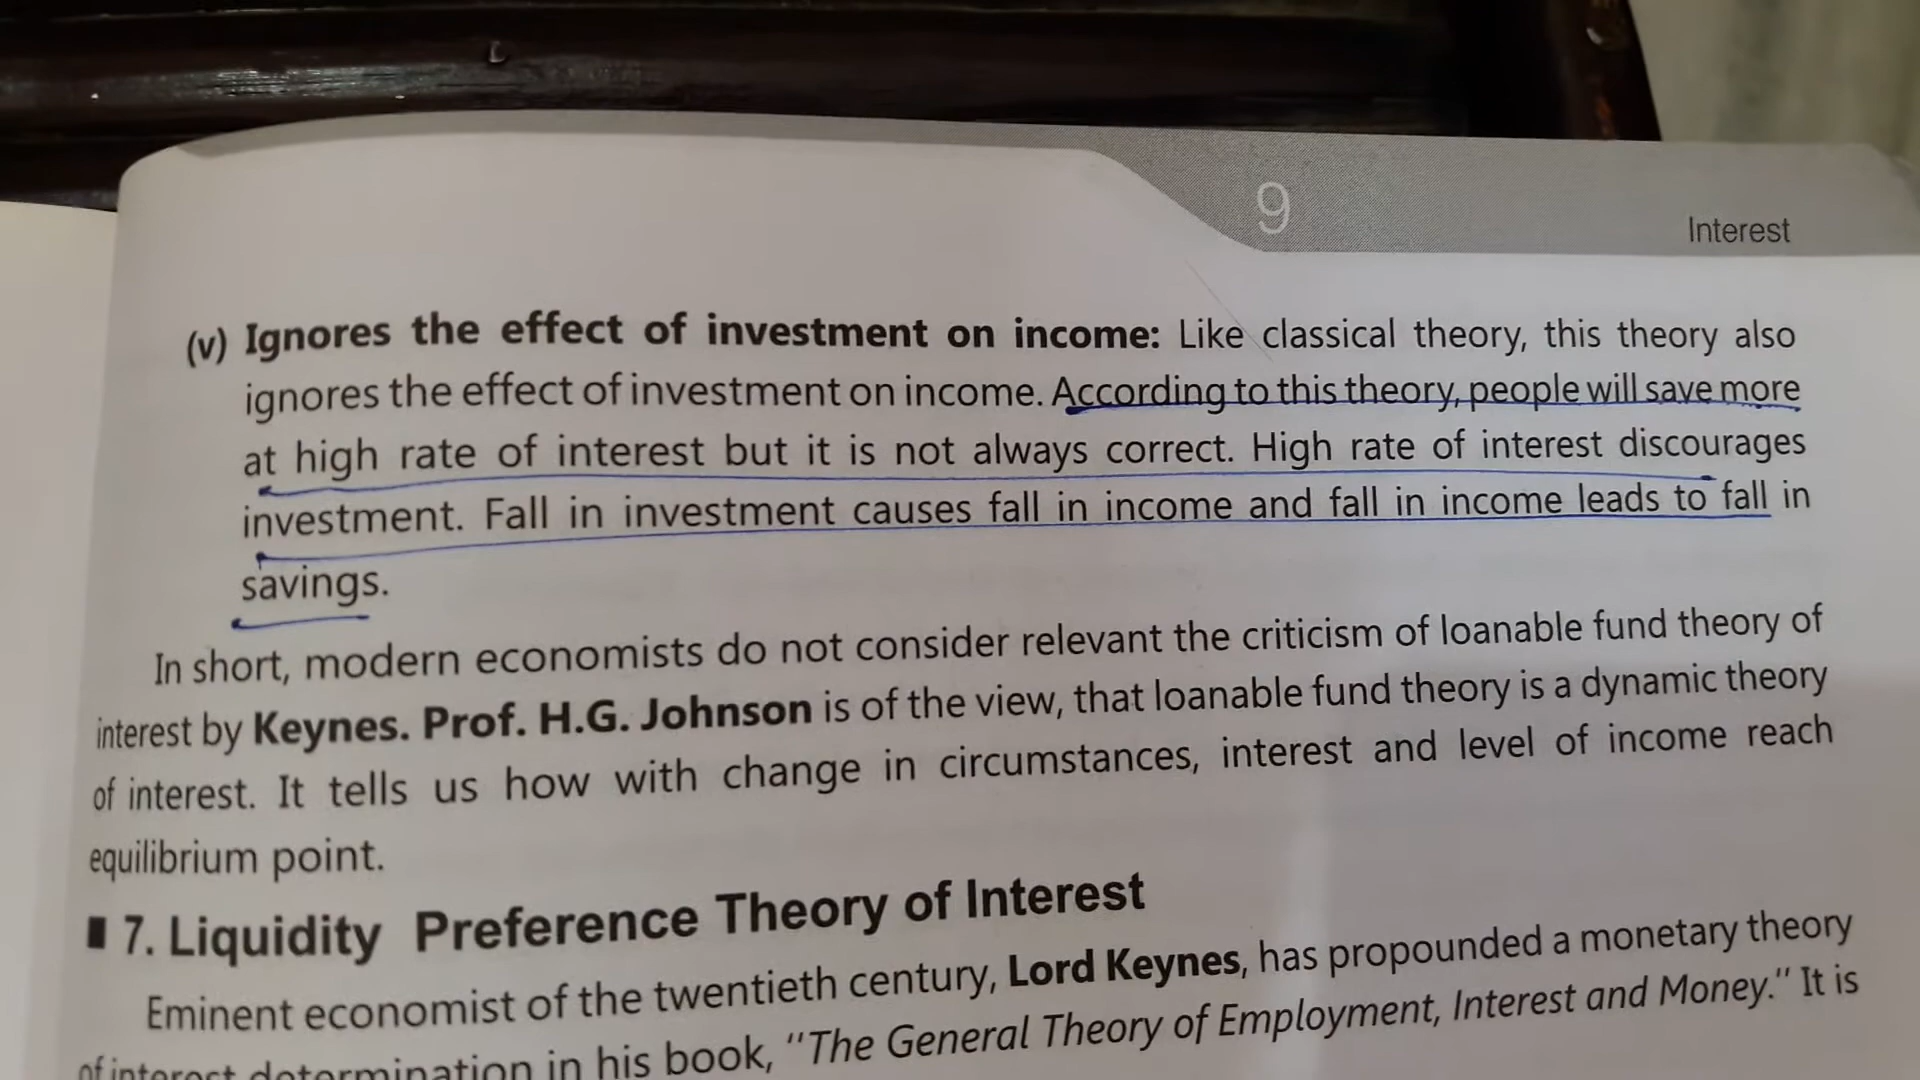 9
Interest
(v) Ignores the effect of investment on income: Like classical theory, this theory also
ignores the effect of investment on income. According to this theory, people will save more
at high rate of interest but it is not always correct. High rate of interest discourages
investment. Fall in investment causes fall in income and fall in income leads to fall in
savings.
In short, modern economists do not consider relevant the criticism of loanable fund theory of
interest by Keynes. Prof. H.G. Johnson is of the view, that loanable fund theory is a dynamic theory
of interest. It tells us how with change in circumstances, interest and level of income reach
equilibrium point.
7. Liquidity Preference Theory of Interest
Eminent economist of the twentieth century, Lord Keynes, has propounded a monetary theory
of interest determination in his book, "The General Theory of Employment, Interest and Money." It is